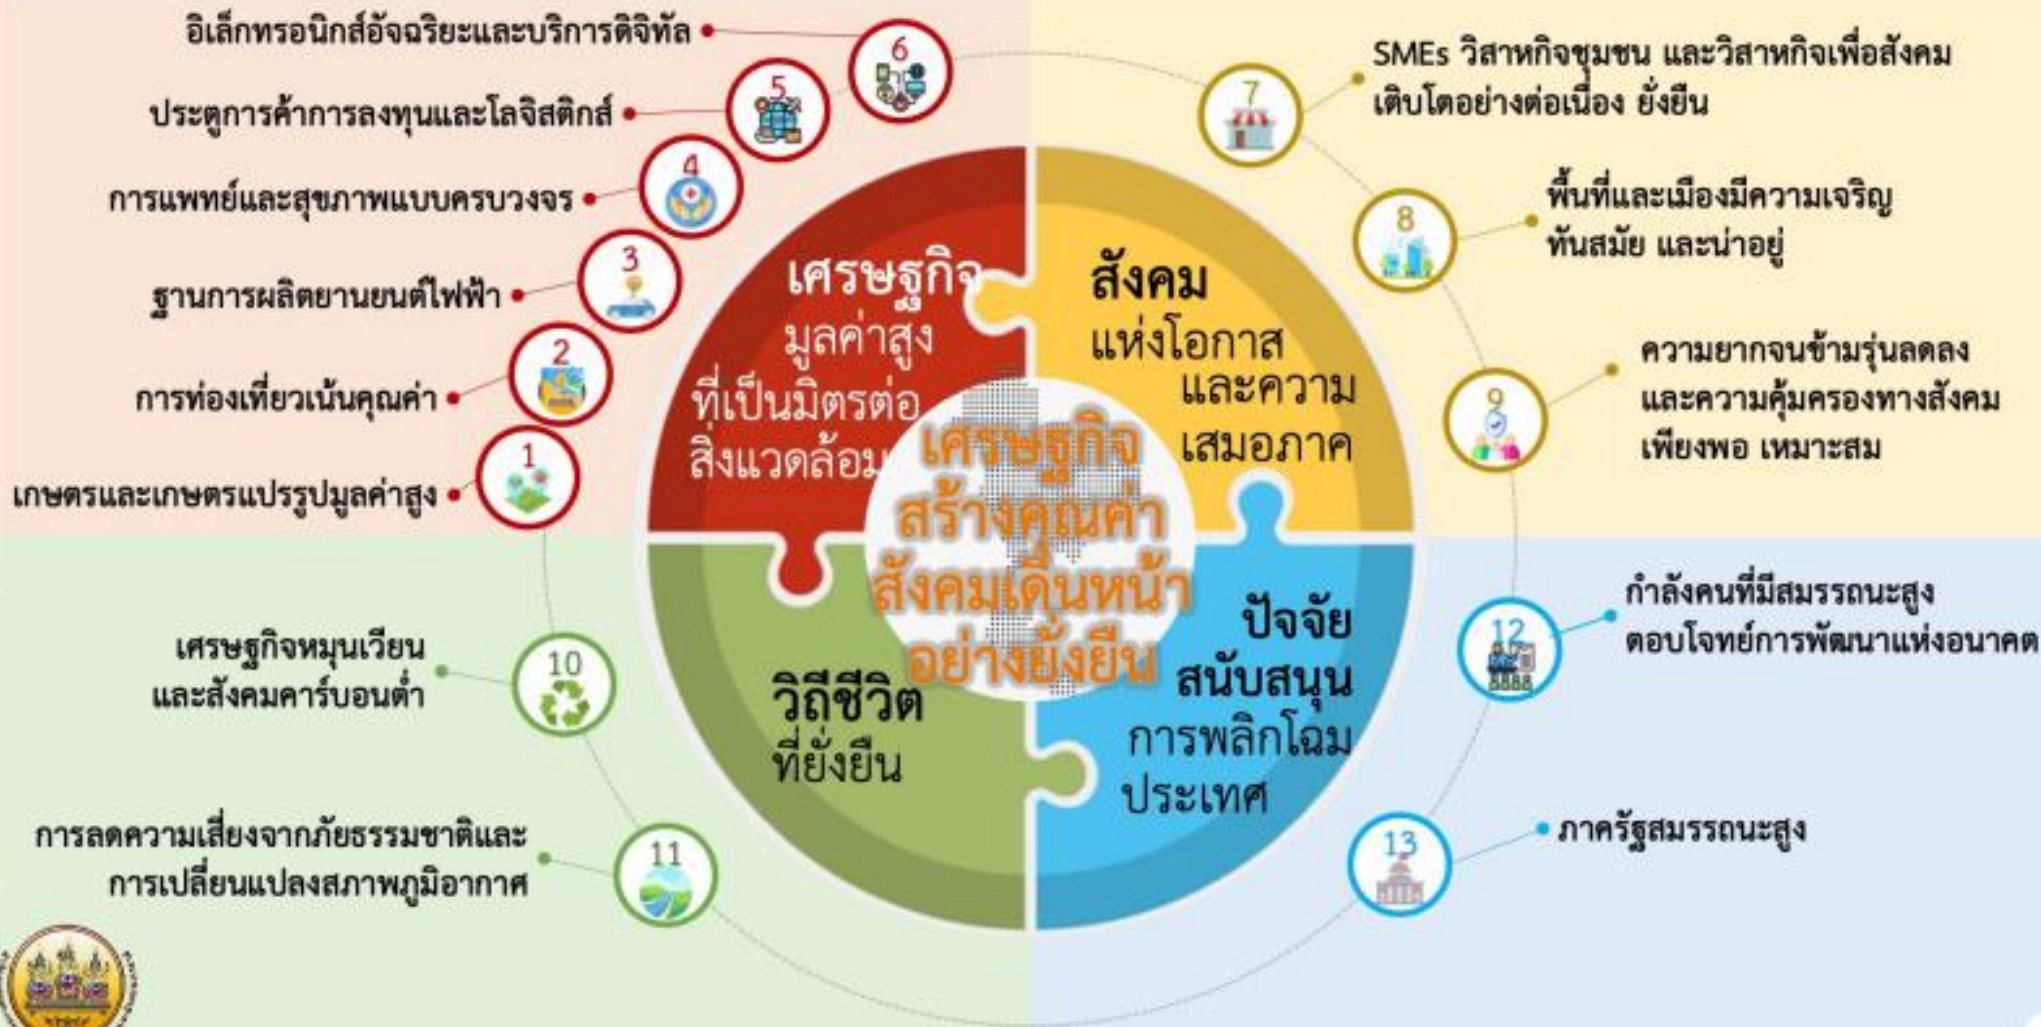 อิเล็กทรอนิกส์อัจฉริยะและบริการดิจิทัล
6
ประตูการค้าการลงทุนและโลจิสติกส์
5
การแพทย์และสุขภาพแบบครบวงจร
4
ฐานการผลิตยานยนต์ไฟฟ้า
3
การท่องเที่ยวเน้นคุณค่า
2
เกษตรและเกษตรแปรรูปมูลค่าสูง
1
7
SMEs วิสาหกิจชุมชน และวิสาหกิจเพื่อสังคม
เติบโตอย่างต่อเนื่อง ยั่งยืน
8
พื้นที่และเมืองมีความเจริญ
ทันสมัย และน่าอยู่
9
ความยากจนข้ามรุ่นลดลง
และความคุ้มครองทางสังคม
เพียงพอ เหมาะสม
เศรษฐกิจ
มูลค่าสูง
ที่เป็นมิตรต่อ
สิ่งแวดล้อม
สังคม
แห่งโอกาส
และความ
เสมอภาค
เศรษฐกิจ
สร้างคุณค่า
สังคมเดินหน้า
อย่างยั่งยืน
วิถีชีวิต
ที่ยั่งยืน
ปัจจัย
สนับสนุน
การพลิกโฉม
ประเทศ
เศรษฐกิจหมุนเวียน
และสังคมคาร์บอนต่ำ
10
การลดความเสี่ยงจากภัยธรรมชาติและ
การเปลี่ยนแปลงสภาพภูมิอากาศ
11
12
กำลังคนที่มีสมรรถนะสูง
ตอบโจทย์การพัฒนาแห่งอนาคต
13
ภาครัฐสมรรถนะสูง